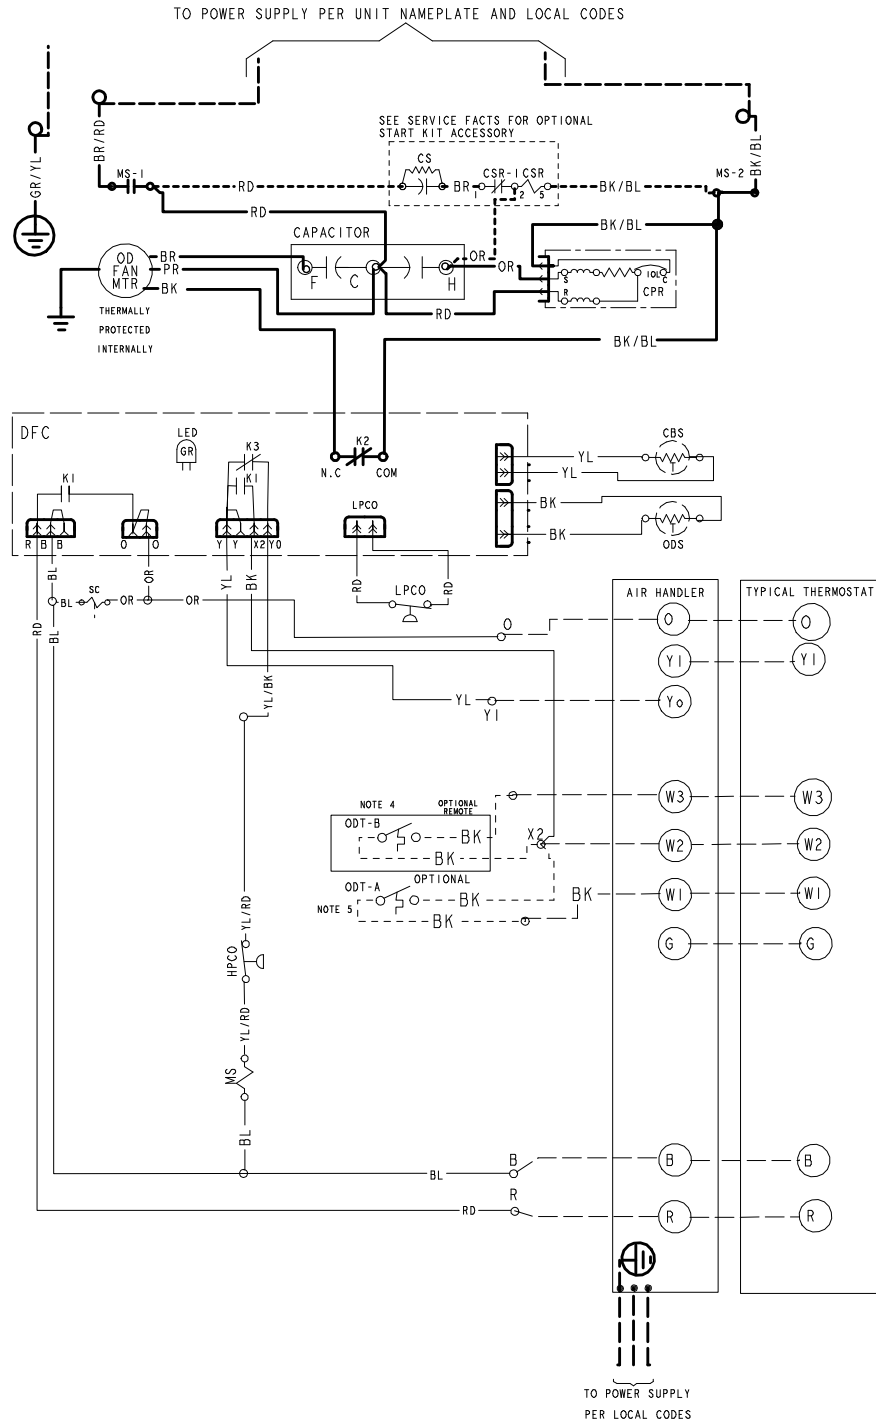 TO POWER SUPPLY PER UNIT NAMEPLATE AND LOCAL CODES
SEE SERVICE FACTS FOR OPTIONAL
START KIT ACCESSORY
GR/YL
BR/RD
MS-1
RD
CS
BR
CSR-1 CSR
1
2
5
BK/BL
MS-2
BK/BL
RD
BK/BL
CAPACITOR
OD
FAN
MTR
BR
PR
BK
F
C
H
OR
OR
S
R
IOL
C
CPR
RD
THERMALLY
PROTECTED
INTERNALLY
BK/BL
DFC
LED
GR
K3
K1
K2
N.C
COM
K1
CBS
YL
YL
LPCO
BK
BK
ODS
R B B
O O
Y Y X2 YO
BL
OR
YL
BK
RD
LPCO
RD
SC
BL
OR
OR
RD
BL
AIR HANDLER
TYPICAL THERMOSTAT
O
O
O
Y1
Y1
YL/BK
YL
Y1
Yo
NOTE 4
OPTIONAL
REMOTE
W3
W3
ODT-B
BK
BK
X2
W2
W2
ODT-A
OPTIONAL
BK
W1
W1
NOTE 5
BK
BK
G
G
YL/RD
HPCO
YL/RD
MS
BL
B
BL
B
B
R
RD
R
R
TO POWER SUPPLY
PER LOCAL CODES